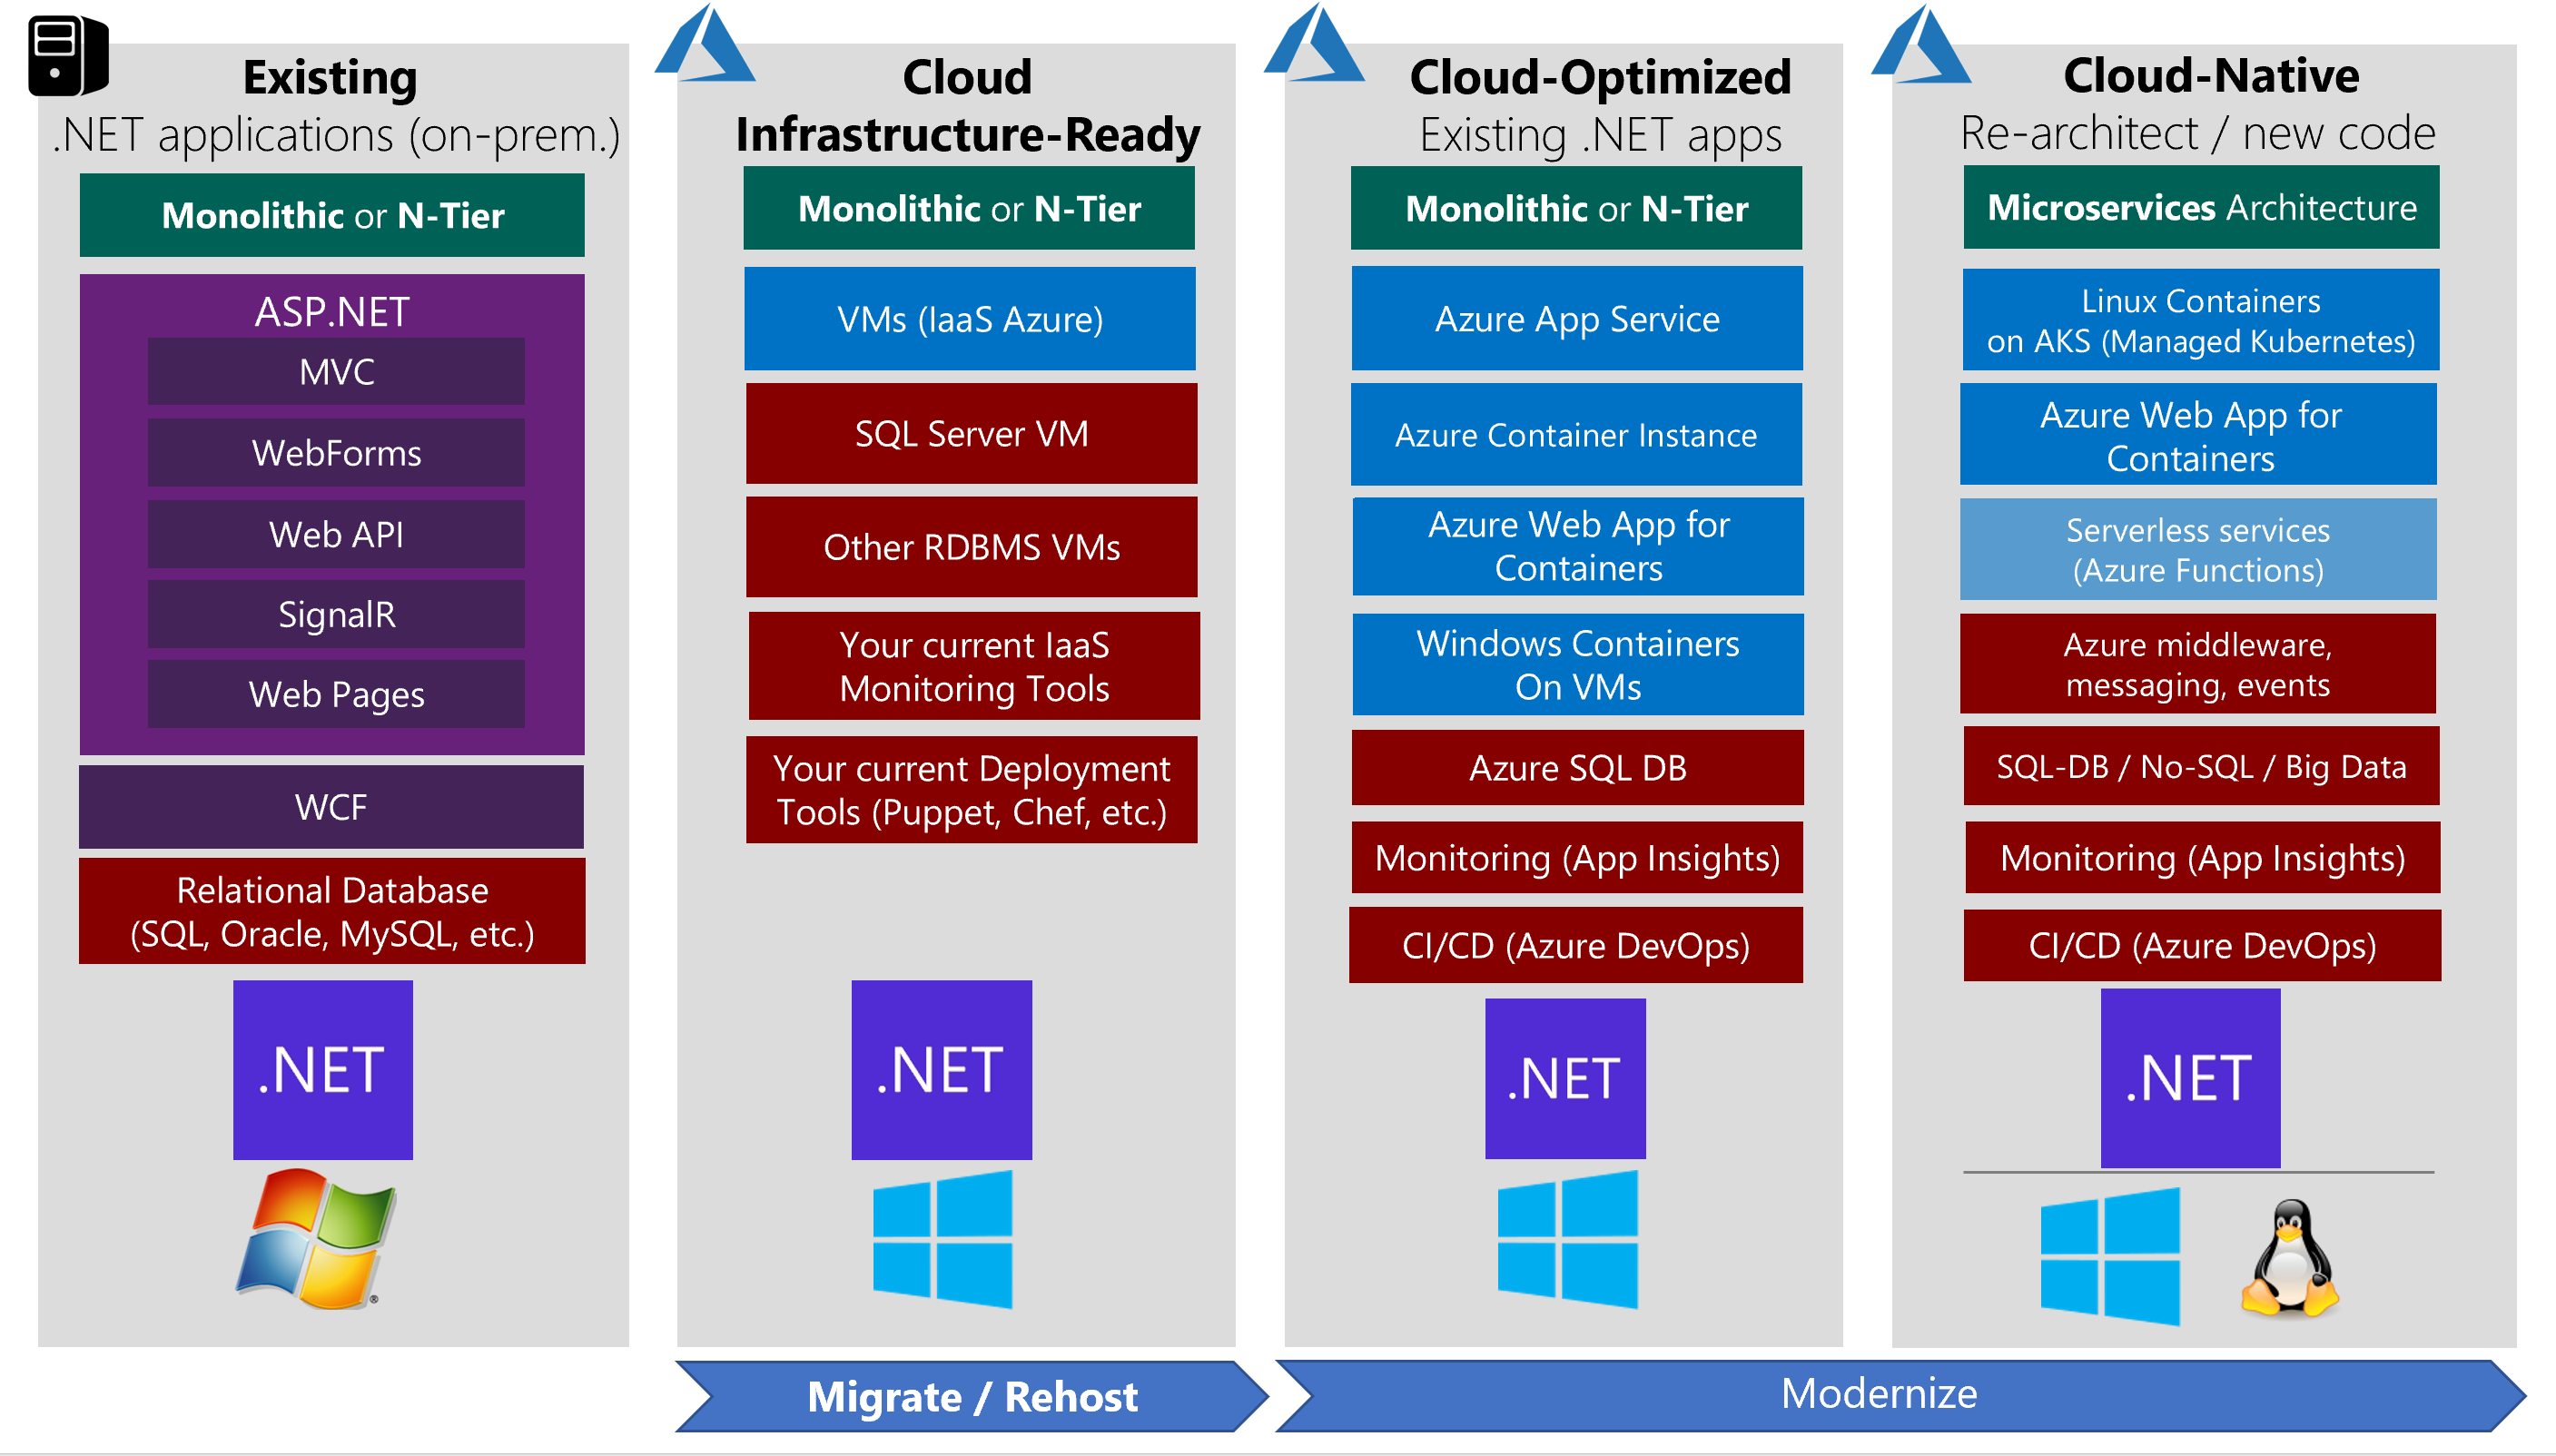 Existing
.NET applications (on-prem.)
Monolithic or N-Tier
ASP.NET
MVC
WebForms
Web API
SignalR
Web Pages
WCF
Relational Database
(SQL, Oracle, MySQL, etc.)
.NET
Cloud
Infrastructure-Ready
Monolithic or N-Tier
VMs (IaaS Azure)
SQL Server VM
Other RDBMS VMs
Your current IaaS
Monitoring Tools
Your current Deployment
Tools (Puppet, Chef, etc.)
.NET
Cloud-Optimized
Existing .NET apps
Monolithic or N-Tier
Azure App Service
Azure Container Instance
Azure Web App for
Containers
Windows Containers
On VMs
Azure SQL DB
Monitoring (App Insights)
CI/CD (Azure DevOps)
.NET
Cloud-Native
Re-architect / new code
Microservices Architecture
Linux Containers
on AKS (Managed Kubernetes)
Azure Web App for
Containers
Serverless services
(Azure Functions)
Azure middleware,
messaging, events
SQL-DB / No-SQL / Big Data
Monitoring (App Insights)
CI/CD (Azure DevOps)
.NET
Migrate / Rehost
Modernize